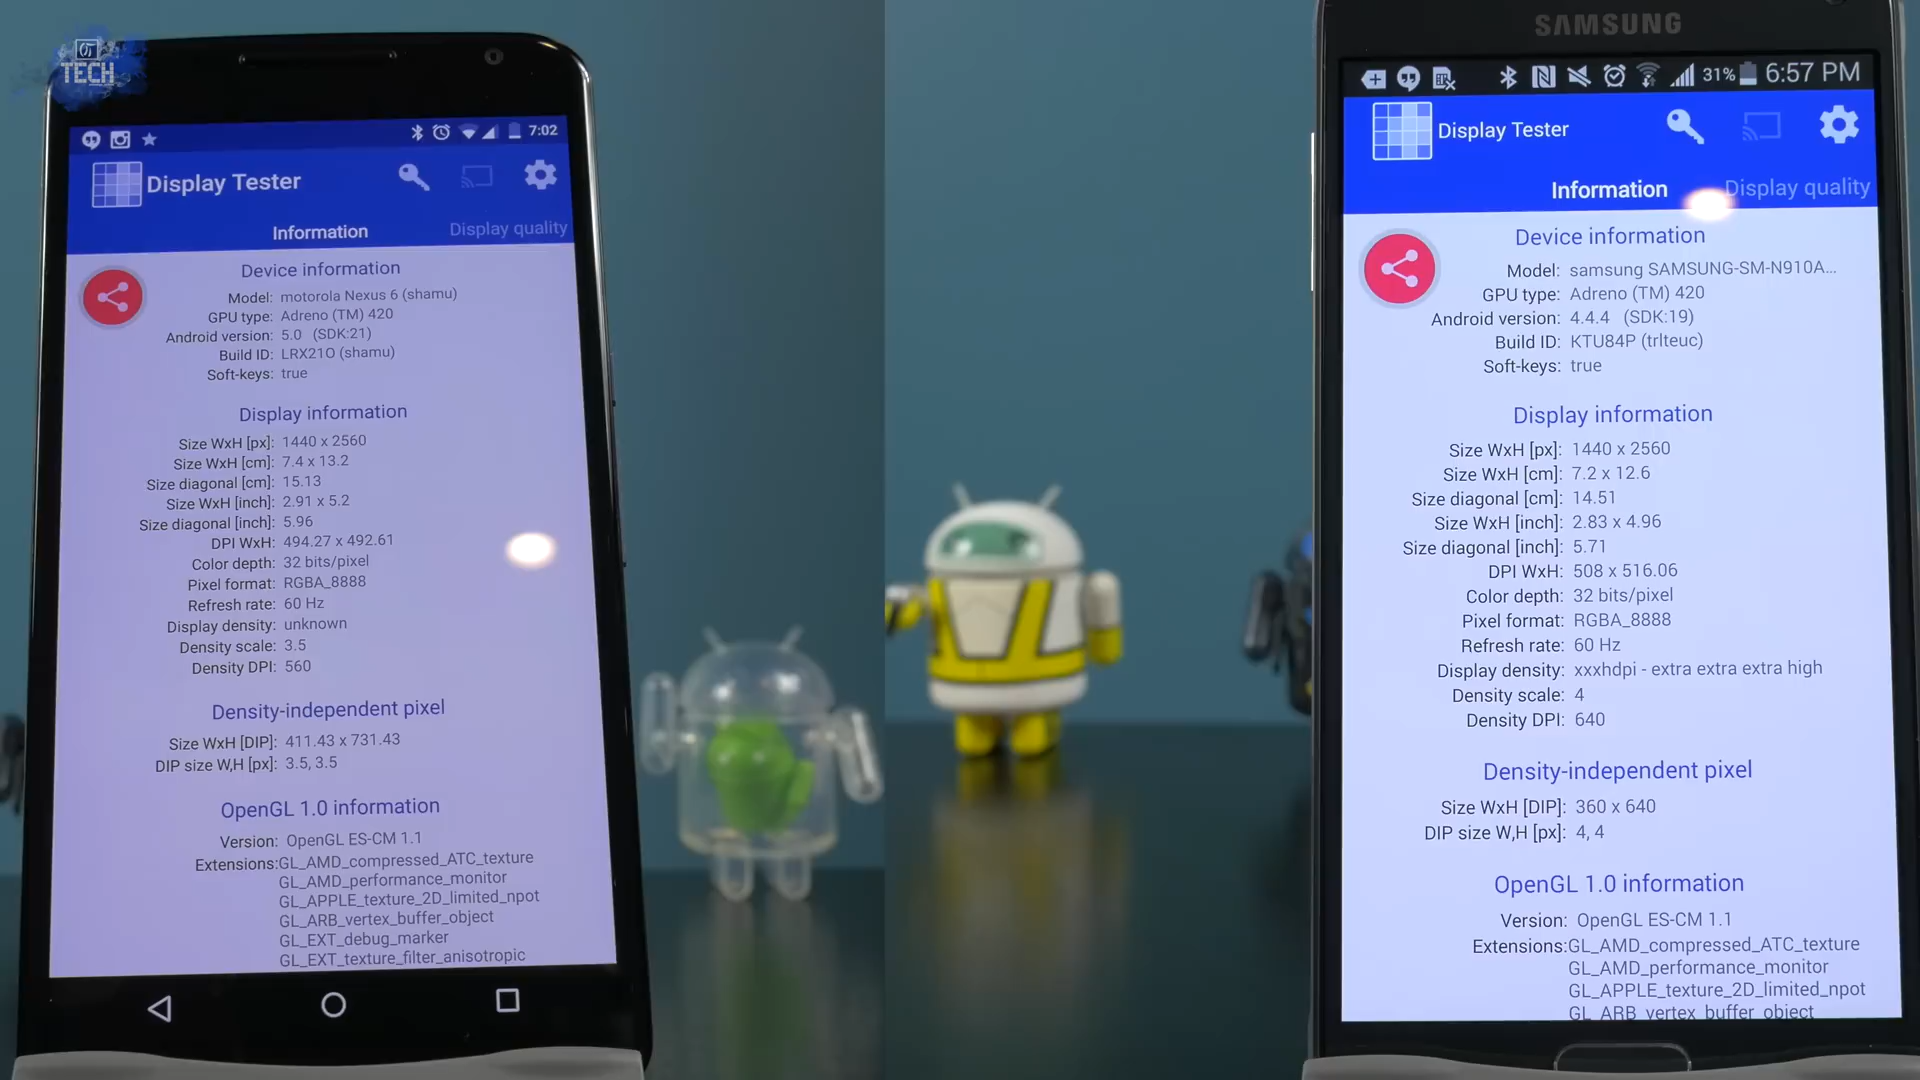 TECH
7:02
Display Tester
Information Display quality
Device information
Model: motorola Nexus 6 (shamu)
GPU type: Adreno (TM) 420
Android version: 5.0 (SDK:21)
Build ID: LRX21O (shamu)
Soft-keys: true
Display information
Size WxH [px]: 1440 x 2560
Size WxH [cm]: 7.4 x 13.2
Size diagonal [cm]: 15.13
Size WxH [inch]: 2.91 x 5.2
Size diagonal [inch]: 5.96
DPI WxH: 494.27 x 492.61
Color depth: 32 bits/pixel
Pixel format: RGBA_8888
Refresh rate: 60 Hz
Display density: unknown
Density scale: 3.5
Density DPI: 560
Density-independent pixel
Size WxH [DIP]: 411.43 x 731.43
DIP size W,H [px]: 3.5, 3.5
OpenGL 1.0 information
Version: OpenGL ES-CM 1.1
Extensions:GL_AMD_compressed_ATC_texture
GL_AMD_performance_monitor
GL_APPLE_texture_2D_limited_npot
GL_ARB_vertex_buffer_object
GL_EXT_debug_marker
GL_EXT_texture_filter_anisotropic
SAMSUNG
31% 6:57 PM
Display Tester
Information Display quality
Device information
Model: samsung SAMSUNG-SM-N910A...
GPU type: Adreno (TM) 420
Android version: 4.4.4 (SDK:19)
Build ID: KTU84P (trlteuc)
Soft-keys: true
Display information
Size WxH [px]: 1440 x 2560
Size WxH [cm]: 7.2 x 12.6
Size diagonal [cm]: 14.51
Size WxH [inch]: 2.83 x 4.96
Size diagonal [inch]: 5.71
DPI WxH: 508 x 516.06
Color depth: 32 bits/pixel
Pixel format: RGBA_8888
Refresh rate: 60 Hz
Display density: xxxhdpi - extra extra extra high
Density scale: 4
Density DPI: 640
Density-independent pixel
Size WxH [DIP]: 360 x 640
DIP size W,H [px]: 4, 4
OpenGL 1.0 information
Version: OpenGL ES-CM 1.1
Extensions:GL_AMD_compressed_ATC_texture
GL_AMD_performance_monitor
GL_APPLE_texture_2D_limited_npot
GL_ARB_vertex_buffer_object